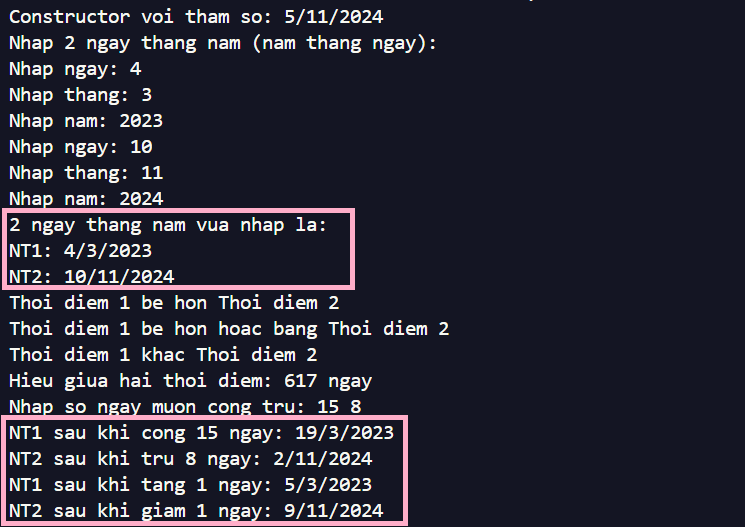 Constructor voi tham so: 5/11/2024
Nhap 2 ngay thang nam (nam thang ngay):
Nhap ngay: 4
Nhap thang: 3
Nhap nam: 2023
Nhap ngay: 10
Nhap thang: 11
Nhap nam: 2024
2 ngay thang nam vua nhap la:
NT1: 4/3/2023
NT2: 10/11/2024
Thoi diem 1 be hon Thoi diem 2
Thoi diem 1 be hon hoac bang Thoi diem 2
Thoi diem 1 khac Thoi diem 2
Hieu giua hai thoi diem: 617 ngay
Nhap so ngay muon cong tru: 15 8
NT1 sau khi cong 15 ngay: 19/3/2023
NT2 sau khi tru 8 ngay: 2/11/2024
NT1 sau khi tang 1 ngay: 5/3/2023
NT2 sau khi giam 1 ngay: 9/11/2024